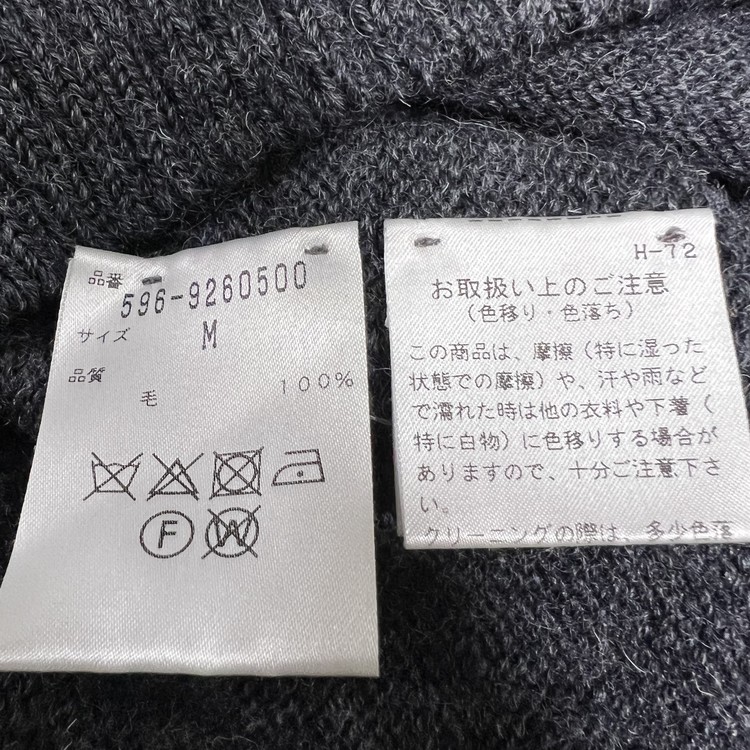 品番
596-9260500
サイズ
M
品質
毛 100%
F
W
H-72
お取扱い上のご注意
(色移り・色落ち)
この商品は、摩擦(特に湿った
状態での摩擦)や、汗や雨など
で濡れた時は他の衣料や下着(
特に白物)に色移りする場合が
ありますので、十分ご注意下さ
い。
クリーニングの際は、多少色落